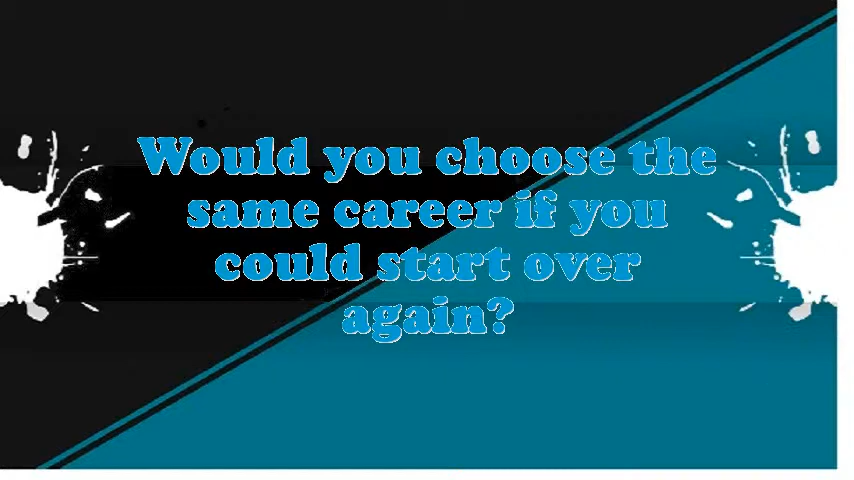 Would you choose the
same career if you
could start over
again?